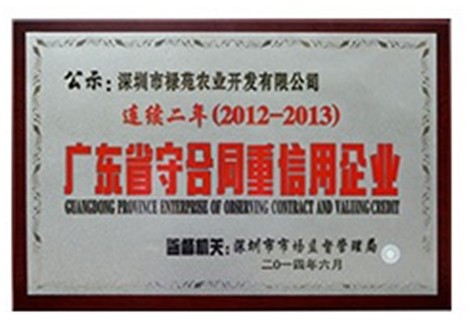 公示：深圳市禄苑农业开发有限公司
连续二年(2012-2013)
广东省守合同重信用企业
GUANGDONG PROVINCE ENTERPRISE OF OBSERVING CONTRACT AND VALUING CREDIT
监督机关：深圳市市场监督管理局
二〇一四年六月